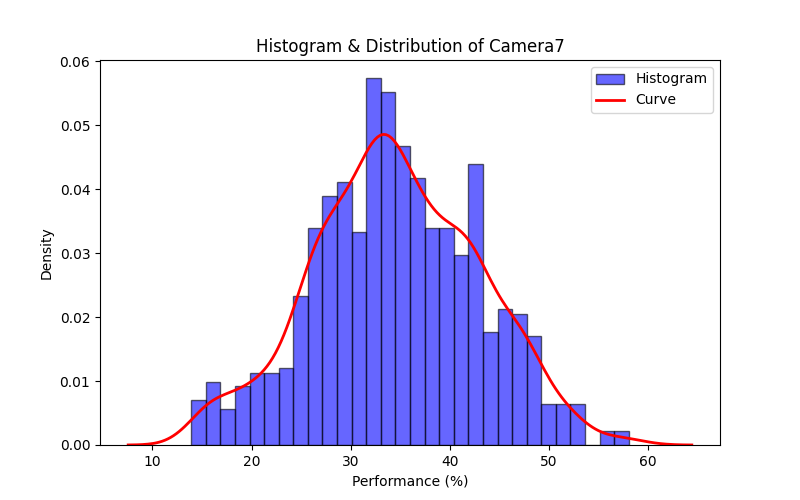 Histogram & Distribution of Camera7
Histogram
Curve
0.06
0.05
0.04
0.03
0.02
0.01
0.00
Density
10
20
30
40
50
60
Performance (%)